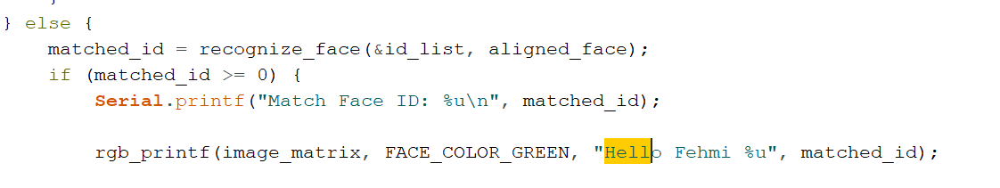 } else {
matched_id = recognize_face(&id_list, aligned_face);
if (matched_id >= 0) {
Serial.printf("Match Face ID: %u\n", matched_id);
rgb_printf(image_matrix, FACE_COLOR_GREEN, "Hello Fehmi %u", matched_id);